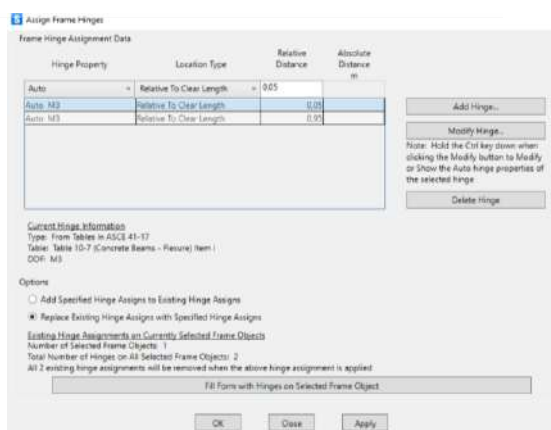 Assign Frame Hinges
Frame Hinge Assignment Data
Hinge Property Location Type Relative Distance Absolute Distance m
Auto Relative To Clear Length 0.05
Auto M3 Relative To Clear Length 0,05
Auto M3 Relative To Clear Length 0,95
Add Hinge...
Modify Hinge...
Note: Hold the Ctrl key down when
clicking the Modify button to Modify
or Show the Auto hinge properties of
the selected hinge
Delete Hinge
Current Hinge Information
Type: From Tables in ASCE 41-17
Table: Table 10-7 (Concrete Beams - Flexure) Item i
DOF: M3
Options
Add Specified Hinge Assigns to Existing Hinge Assigns
Replace Existing Hinge Assigns with Specified Hinge Assigns
Existing Hinge Assignments on Currently Selected Frame Objects
Number of Selected Frame Objects: 1
Total Number of Hinges on All Selected Frame Objects: 2
All 2 existing hinge assignments will be removed when the above hinge assignment is applied
Fill Form with Hinges on Selected Frame Object
OK Close Apply